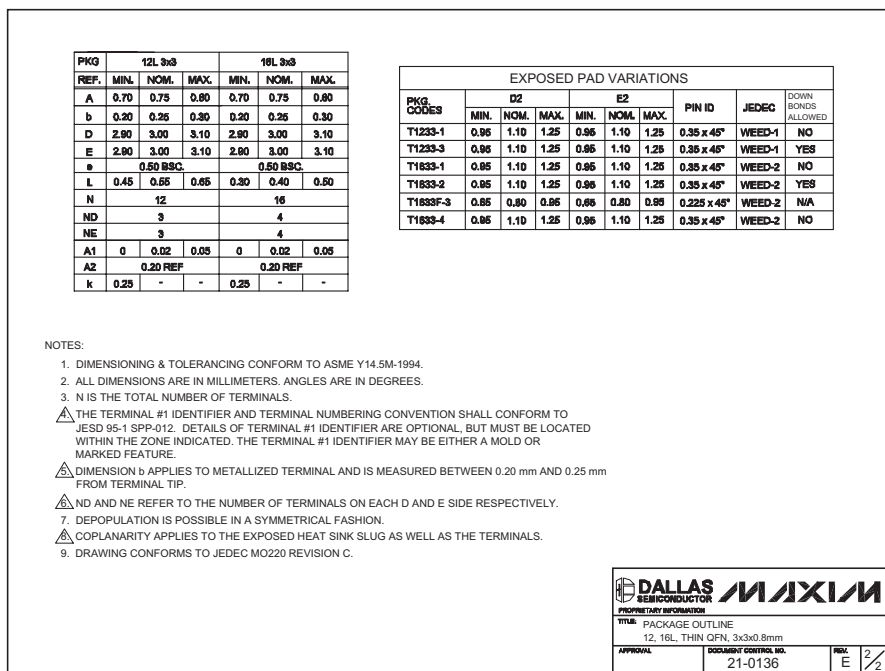 PKG 12L 3x3 16L 3x3
REF. MIN. NOM. MAX. MIN. NOM. MAX.
A 0.70 0.75 0.80 0.70 0.75 0.80
b 0.20 0.25 0.30 0.20 0.25 0.30
D 2.90 3.00 3.10 2.90 3.00 3.10
E 2.90 3.00 3.10 2.90 3.00 3.10
e 0.50 BSC. 0.50 BSC.
L 0.45 0.55 0.65 0.30 0.40 0.50
N 12 16
ND 3 4
NE 3 4
A1 0 0.02 0.05 0 0.02 0.05
A2 0.20 REF 0.20 REF
k 0.25 - - 0.25 - -
EXPOSED PAD VARIATIONS
PKG. CODES D2 E2 PIN ID JEDEC DOWN BONDS ALLOWED
MIN. NOM. MAX. MIN. NOM. MAX.
T1233-1 0.95 1.10 1.25 0.95 1.10 1.25 0.35 x 45° WEED-1 NO
T1233-3 0.95 1.10 1.25 0.95 1.10 1.25 0.35 x 45° WEED-1 YES
T1633-1 0.95 1.10 1.25 0.95 1.10 1.25 0.35 x 45° WEED-2 NO
T1633-2 0.95 1.10 1.25 0.95 1.10 1.25 0.35 x 45° WEED-2 YES
T1633F-3 0.65 0.80 0.95 0.65 0.80 0.95 0.225 x 45° WEED-2 N/A
T1633-4 0.95 1.10 1.25 0.95 1.10 1.25 0.35 x 45° WEED-2 NO
NOTES:
1. DIMENSIONING & TOLERANCING CONFORM TO ASME Y14.5M-1994.
2. ALL DIMENSIONS ARE IN MILLIMETERS. ANGLES ARE IN DEGREES.
3. N IS THE TOTAL NUMBER OF TERMINALS.
4. THE TERMINAL #1 IDENTIFIER AND TERMINAL NUMBERING CONVENTION SHALL CONFORM TO
JESD 95-1 SPP-012. DETAILS OF TERMINAL #1 IDENTIFIER ARE OPTIONAL, BUT MUST BE LOCATED
WITHIN THE ZONE INDICATED. THE TERMINAL #1 IDENTIFIER MAY BE EITHER A MOLD OR
MARKED FEATURE.
5. DIMENSION b APPLIES TO METALLIZED TERMINAL AND IS MEASURED BETWEEN 0.20 mm AND 0.25 mm
FROM TERMINAL TIP.
6. ND AND NE REFER TO THE NUMBER OF TERMINALS ON EACH D AND E SIDE RESPECTIVELY.
7. DEPOPULATION IS POSSIBLE IN A SYMMETRICAL FASHION.
8. COPLANARITY APPLIES TO THE EXPOSED HEAT SINK SLUG AS WELL AS THE TERMINALS.
9. DRAWING CONFORMS TO JEDEC MO220 REVISION C.
DALLAS SEMICONDUCTOR MAXIM
PROPRIETARY INFORMATION
TITLE: PACKAGE OUTLINE
12, 16L, THIN QFN, 3x3x0.8mm
APPROVAL DOCUMENT CONTROL NO. REV.
21-0136 E 2/2